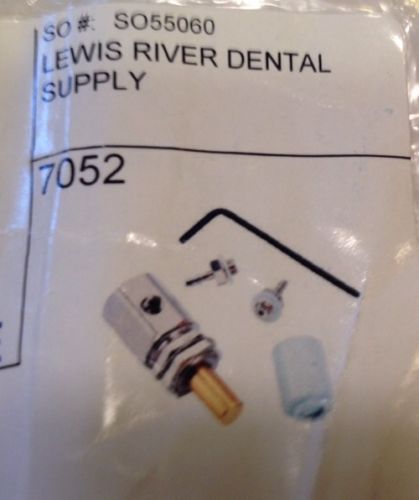 SO #: SO55060
LEWIS RIVER DENTAL
SUPPLY
7052